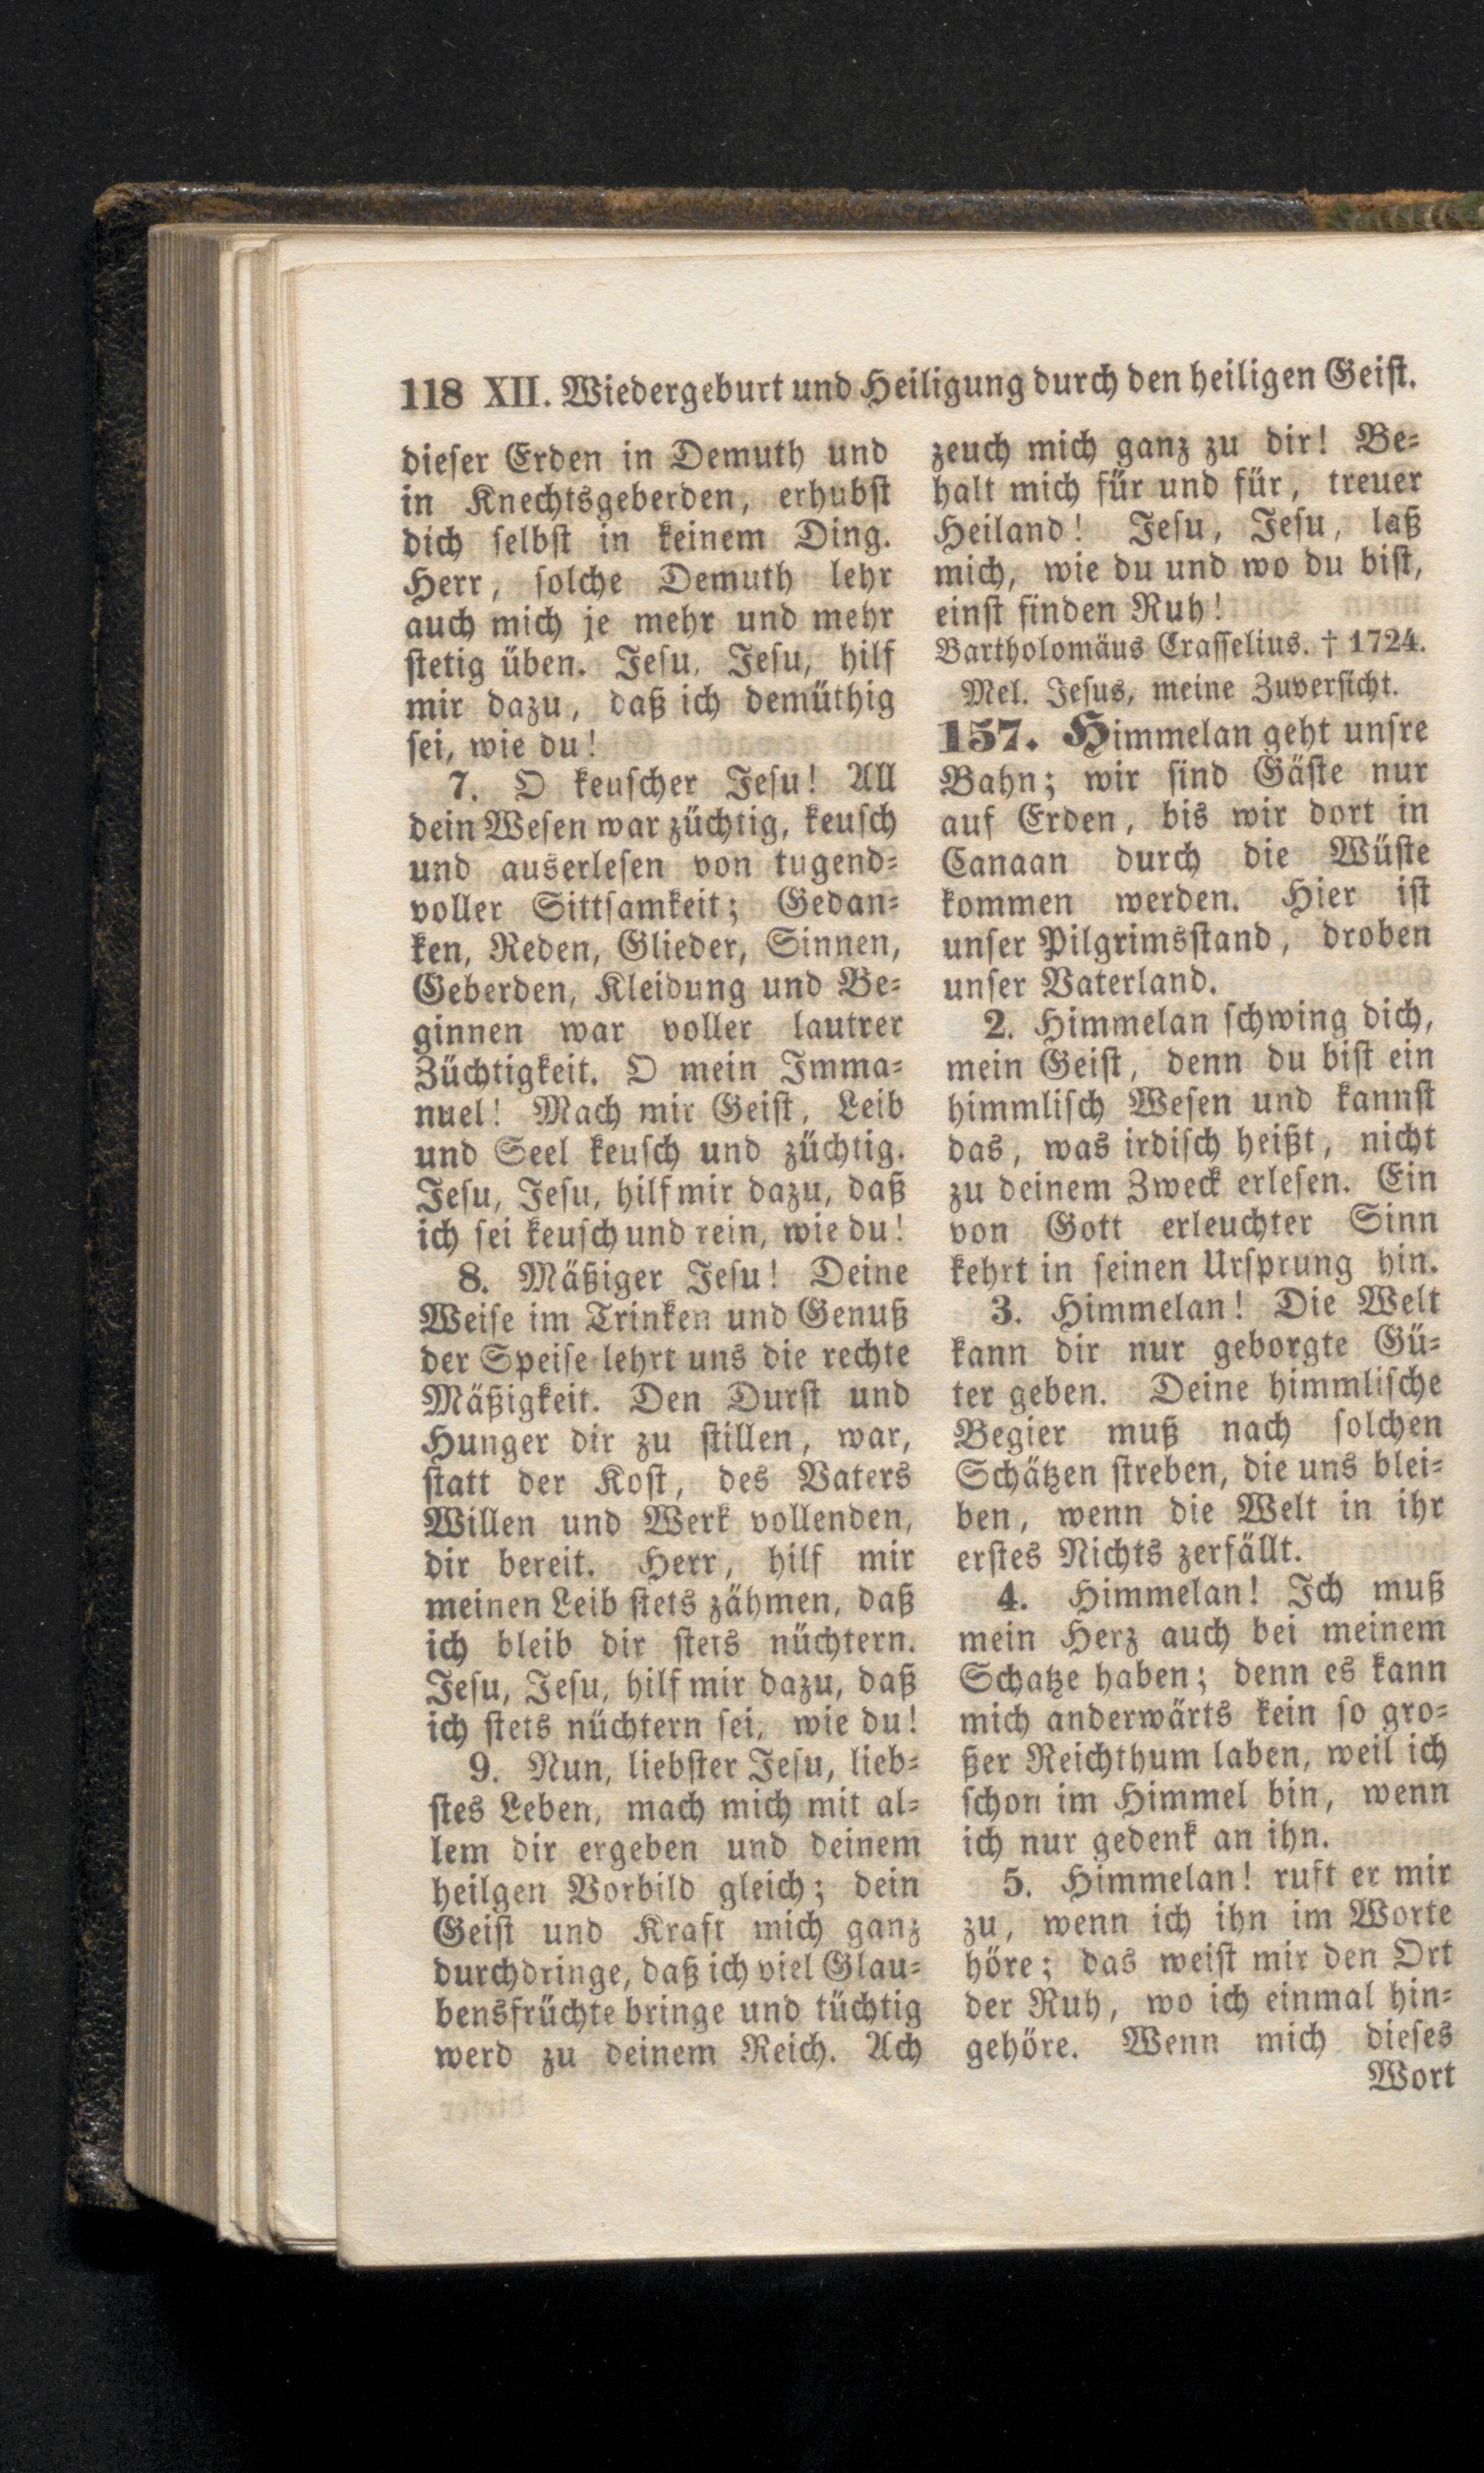 118 XII. Wiedergeburt und Heiligung durch den heiligen Geist.
dieser Erden in Demuth und
in Knechtsgeberden, erhubst
dich selbst in keinem Ding.
Herr, solche Demuth lehr
auch mich je mehr und mehr
stetig üben. Jesu, Jesu, hilf
mir dazu, daß ich demüthig
sei, wie du!
7. O keuscher Jesu! All
dein Wesen war züchtig, keusch
und auserlesen von tugend-
voller Sittsamkeit; Gedan-
ken, Reden, Glieder, Sinnen,
Geberden, Kleidung und Be-
ginnen war voller lautrer
Züchtigkeit. O mein Imma-
nuel! Mach mir Geist, Leib
und Seel keusch und züchtig.
Jesu, Jesu, hilf mir dazu, daß
ich sei keusch und rein, wie du!
8. Mäßiger Jesu! Deine
Weise im Trinken und Genuß
der Speise lehrt uns die rechte
Mäßigkeit. Den Durst und
Hunger dir zu stillen, war,
statt der Kost, des Vaters
Willen und Werk vollenden,
dir bereit. Herr, hilf mir
meinen Leib stets zähmen, daß
ich bleib dir stets nüchtern.
Jesu, Jesu, hilf mir dazu, daß
ich stets nüchtern sei, wie du!
9. Nun, liebster Jesu, lieb-
stes Leben, mach mich mit al-
lem dir ergeben und deinem
heilgen Vorbild gleich; dein
Geist und Kraft mich ganz
durchdringe, daß ich viel Glau-
bensfrüchte bringe und tüchtig
werd zu deinem Reich. Ach
zeuch mich ganz zu dir! Be-
halt mich für und für, treuer
Heiland! Jesu, Jesu, laß
mich, wie du und wo du bist,
einst finden Ruh!
Bartholomäus Crasselius. † 1724.
Mel. Jesus, meine Zuversicht.
157. Himmelan geht unsre
Bahn; wir sind Gäste nur
auf Erden, bis wir dort in
Canaan durch die Wüste
kommen werden. Hier ist
unser Pilgrimsstand, droben
unser Vaterland.
2. Himmelan schwing dich,
mein Geist, denn du bist ein
himmlisch Wesen und kannst
das, was irdisch heißt, nicht
zu deinem Zweck erlesen. Ein
von Gott erleuchter Sinn
kehrt in seinen Ursprung hin.
3. Himmelan! Die Welt
kann dir nur geborgte Gü-
ter geben. Deine himmlische
Begier muß nach solchen
Schätzen streben, die uns blei-
ben, wenn die Welt in ihr
erstes Nichts zerfällt.
4. Himmelan! Ich muß
mein Herz auch bei meinem
Schatze haben; denn es kann
mich anderwärts kein so gro-
ßer Reichthum laben, weil ich
schon im Himmel bin, wenn
ich nur gedenk an ihn.
5. Himmelan! ruft er mir
zu, wenn ich ihn im Worte
höre; das weist mir den Ort
der Ruh, wo ich einmal hin-
gehöre. Wenn mich dieses
Wort